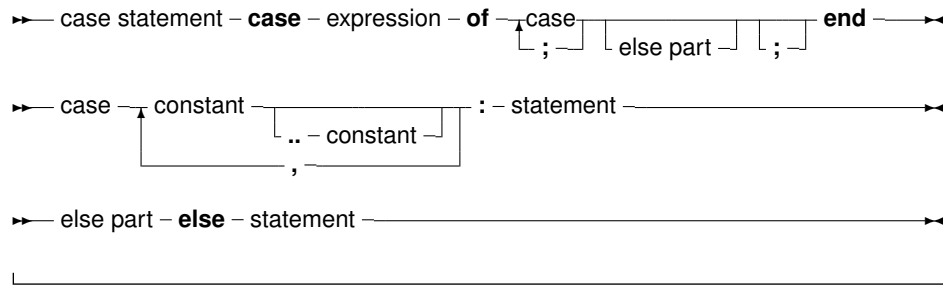 case statement case expression of case end
; else part ;
case constant : statement
.. constant
,
else part else statement